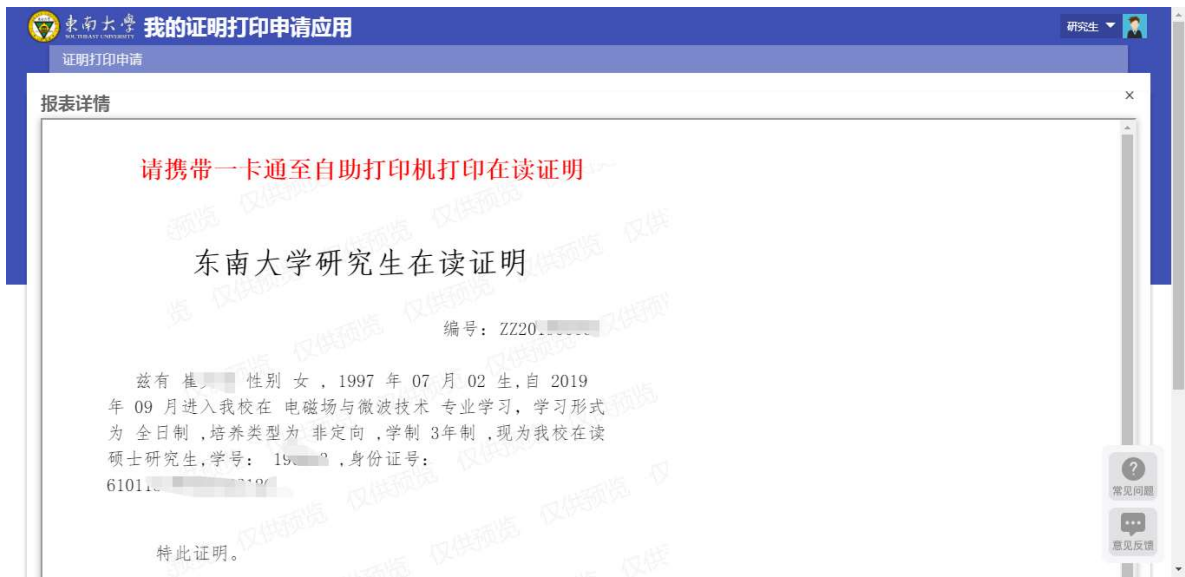 东南大学 我的证明打印申请应用
SOUTHEAST UNIVERSITY
研究生
证明打印申请
报表详情
×
请携带一卡通至自助打印机打印在读证明
东南大学研究生在读证明
编号: ZZ20
兹有 崔 性别 女 , 1997 年 07 月 02 生,自 2019
年 09 月进入我校在 电磁场与微波技术 专业学习, 学习形式
为 全日制 ,培养类型为 非定向 ,学制 3年制 ,现为我校在读
硕士研究生,学号: 19 ,身份证号:
6101
特此证明。
常见问题
意见反馈
仅供预览